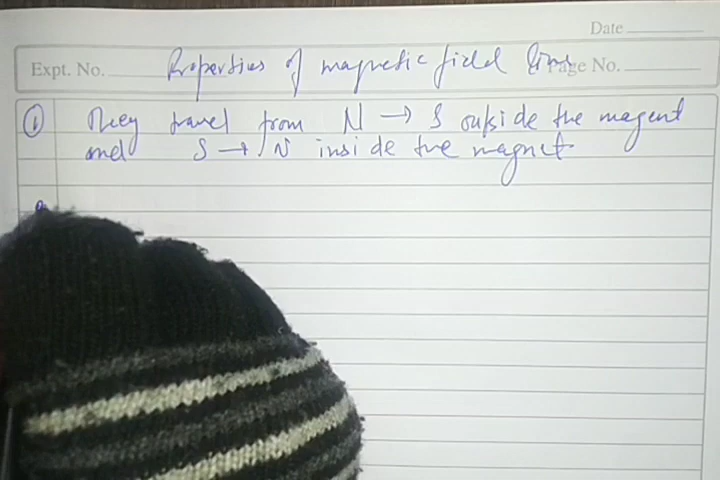 Date
Expt. No. Properties of magnetic field lines Page No.
① They travel from N → S outside the magent
and S → N inside the magnet